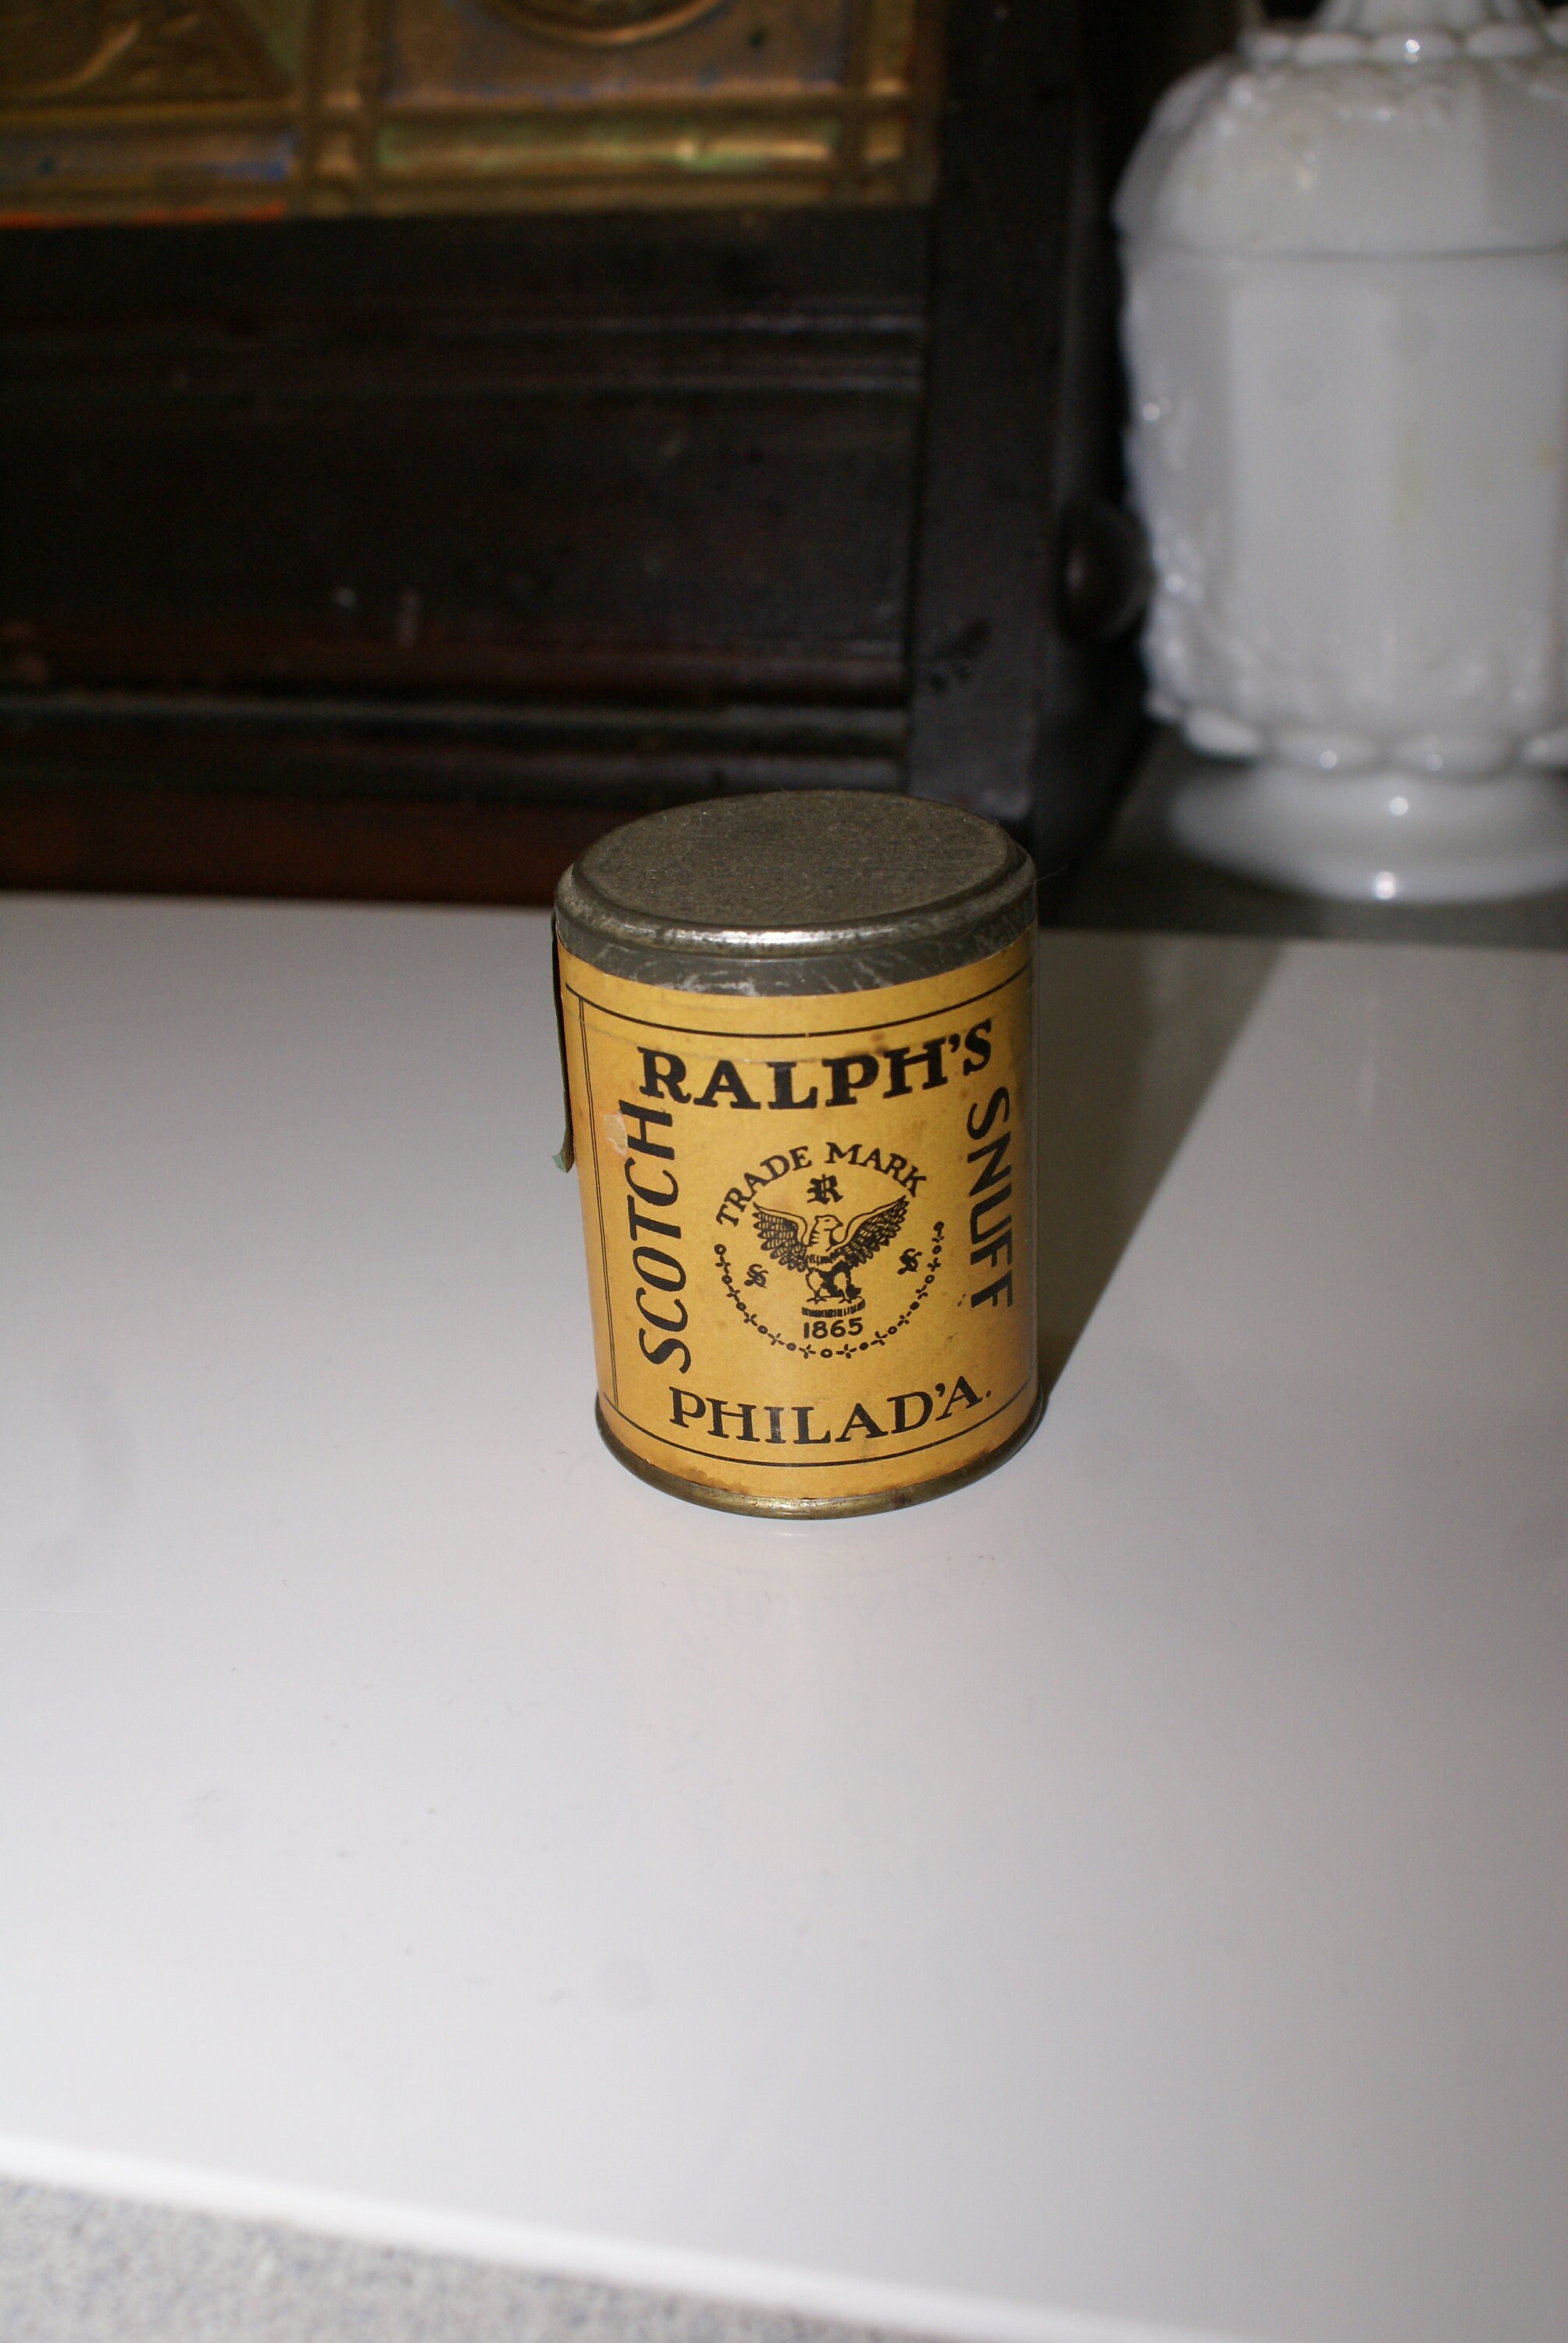 RALPH'S
SCOTCH
SNUFF
TRADE MARK
R
S S
1865
PHILAD'A.